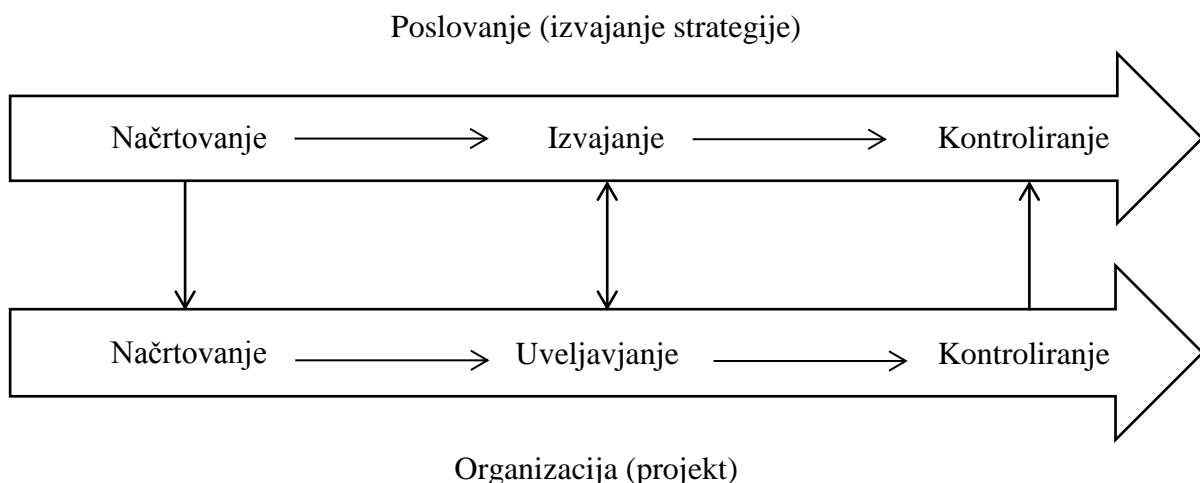 Poslovanje (izvajanje strategije)
Načrtovanje Izvajanje Kontroliranje
Načrtovanje Uveljavjanje Kontroliranje
Organizacija (projekt)